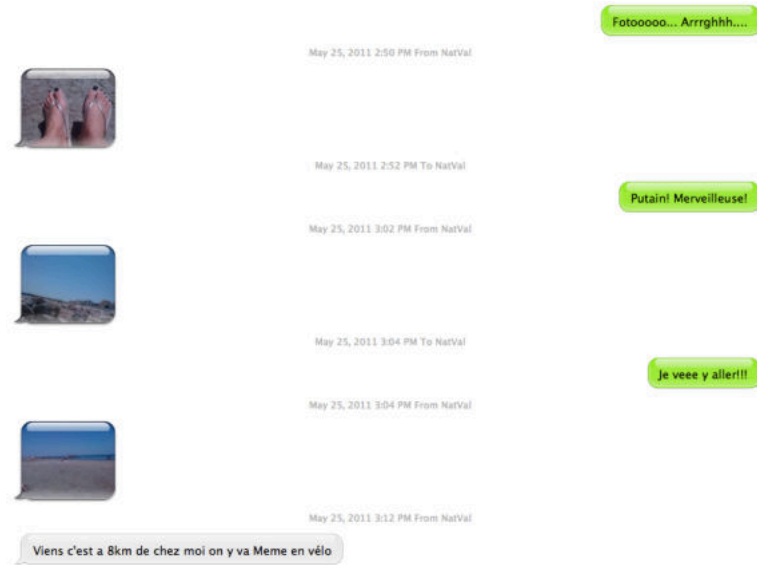 Fotooooo... Arrrghhh....
May 25, 2011 2:50 PM From NatVal
May 25, 2011 2:52 PM To NatVal
Putain! Merveilleuse!
May 25, 2011 3:02 PM From NatVal
May 25, 2011 3:04 PM To NatVal
Je veee y aller!!!
May 25, 2011 3:04 PM From NatVal
May 25, 2011 3:12 PM From NatVal
Viens c'est a 8km de chez moi on y va Meme en vélo